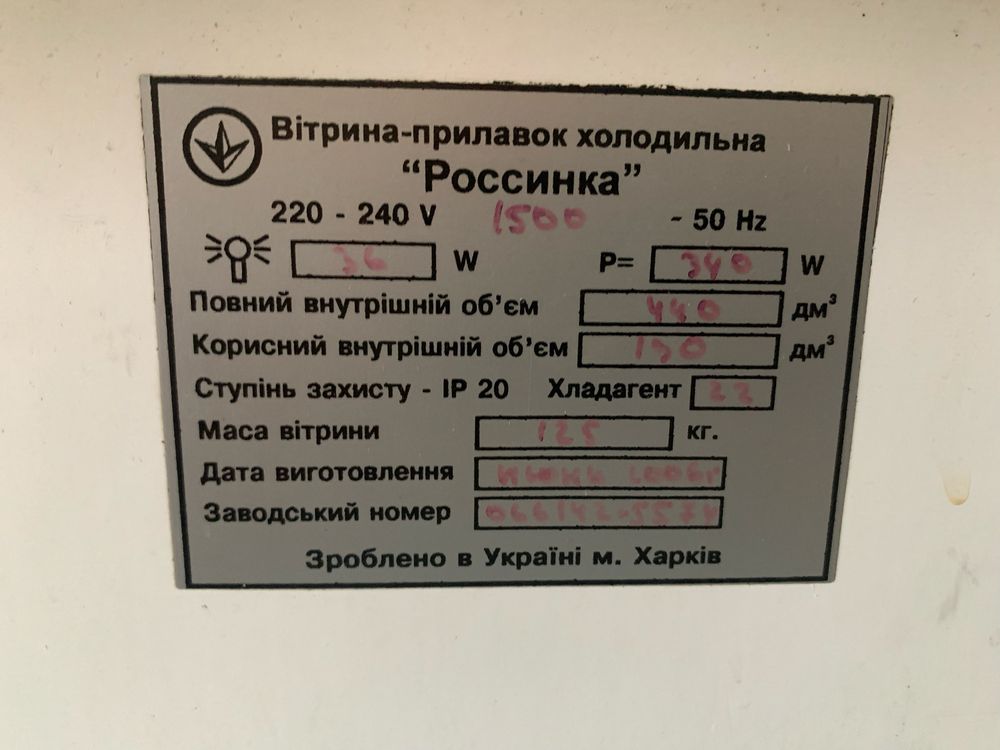 Вітрина-прилавок холодильна
“Россинка”
220 - 240 V 1500 ~ 50 Hz
36 W P= 340 W
Повний внутрішній об’єм 440 дм³
Корисний внутрішній об’єм 190 дм³
Ступінь захисту - IP 20 Хладагент 22
Маса вітрини 125 кг.
Дата виготовлення
Заводський номер
Зроблено в Україні м. Харків